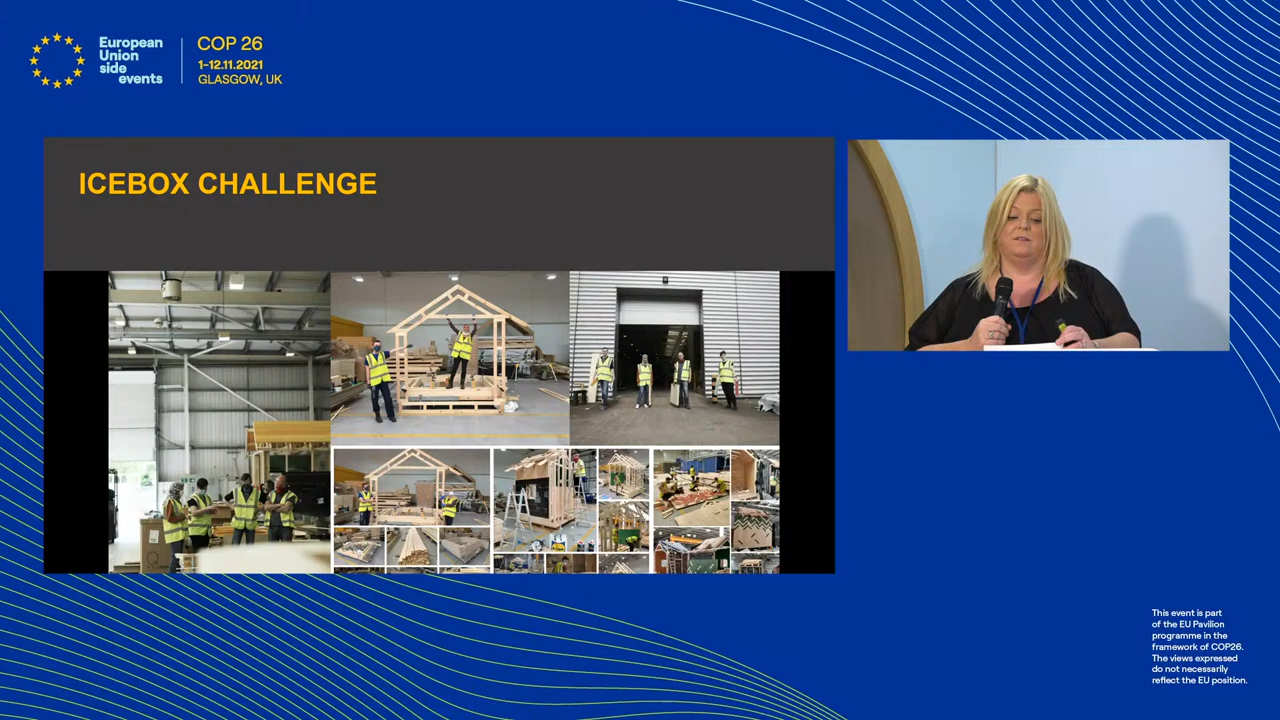 European
Union
side
events
COP 26
1-12.11.2021
GLASGOW, UK
ICEBOX CHALLENGE
This event is part
of the EU Pavilion
programme in the
framework of COP26.
The views expressed
do not necessarily
reflect the EU position.